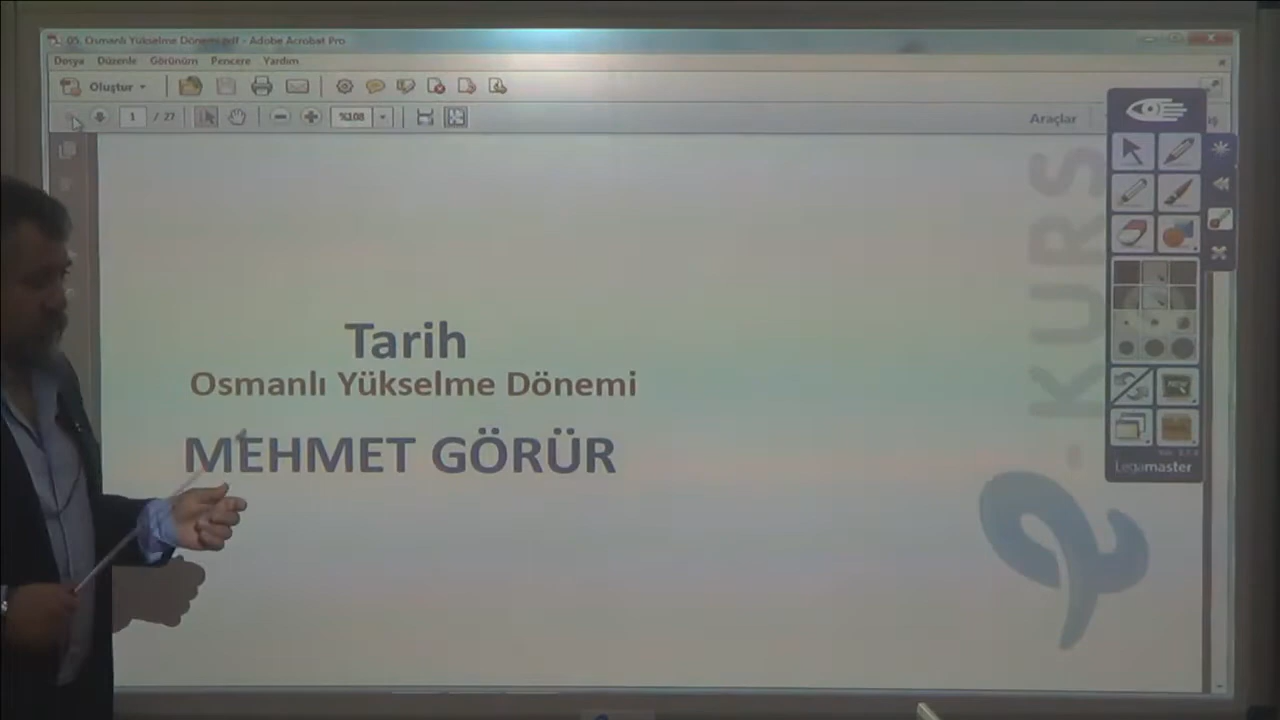 05. Osmanlı Yükselme Dönemi.pdf - Adobe Acrobat Pro
Dosya Düzenle Görünüm Pencere Yardım
Oluştur
1 / 27
%108
Araçlar
Tarih
Osmanlı Yükselme Dönemi
MEHMET GÖRÜR
e-KURS
Legamaster